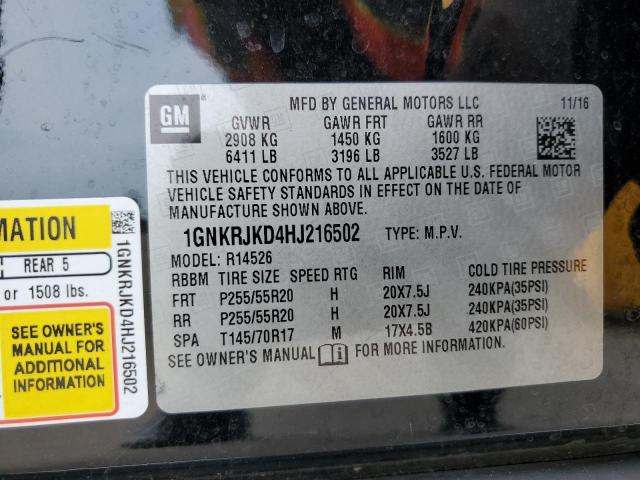 GM
MFD BY GENERAL MOTORS LLC 11/16
GVWR GAWR FRT GAWR RR
2908 KG 1450 KG 1600 KG
6411 LB 3196 LB 3527 LB
THIS VEHICLE CONFORMS TO ALL APPLICABLE U.S. FEDERAL MOTOR
VEHICLE SAFETY STANDARDS IN EFFECT ON THE DATE OF
MANUFACTURE SHOWN ABOVE.
1GNKRJKD4HJ216502 TYPE: M.P.V.
MODEL: R14526
RBBM TIRE SIZE SPEED RTG RIM COLD TIRE PRESSURE
FRT P255/55R20 H 20X7.5J 240KPA(35PSI)
RR P255/55R20 H 20X7.5J 240KPA(35PSI)
SPA T145/70R17 M 17X4.5B 420KPA(60PSI)
SEE OWNER'S MANUAL FOR MORE INFORMATION.
MATION
REAR 5
or 1508 lbs.
SEE OWNER'S
MANUAL FOR
ADDITIONAL
INFORMATION
1GNKRJKD4HJ216502